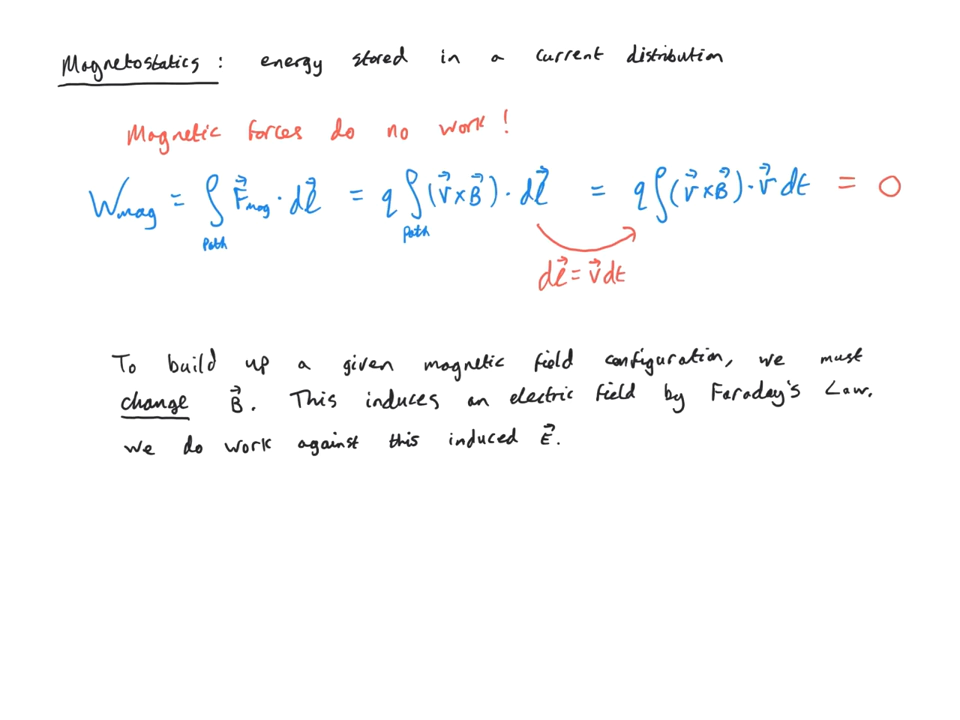 Magnetostatics : energy stored in a current distribution
Magnetic forces do no work!
W_mag = ∫_Path F⃗_mag · dl⃗ = q ∫_Path (v⃗ × B⃗) · dl⃗ = q ∫ (v⃗ × B⃗) · v⃗ dt = 0
dl⃗ = v⃗ dt
To build up a given magnetic field configuration, we must
change B⃗. This induces an electric field by Faraday's Law.
we do work against this induced E⃗.